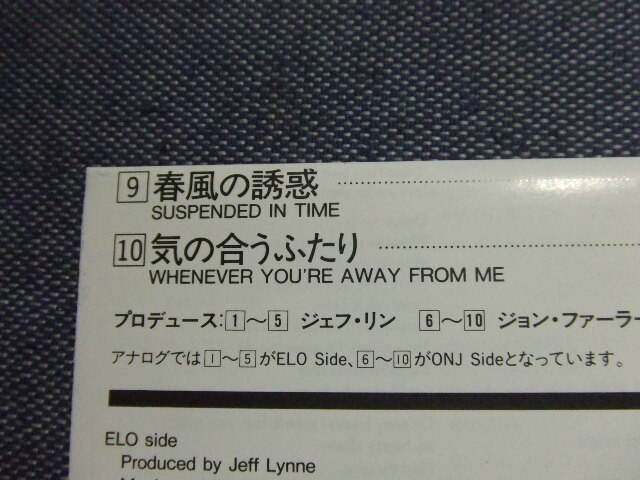 9 春風の誘惑
SUSPENDED IN TIME
10 気の合うふたり
WHENEVER YOU'RE AWAY FROM ME
プロデュース:1〜5 ジェフ・リン 6〜10 ジョン・ファーラー
アナログでは1〜5がELO Side、6〜10がONJ Sideとなっています。
ELO side
Produced by Jeff Lynne